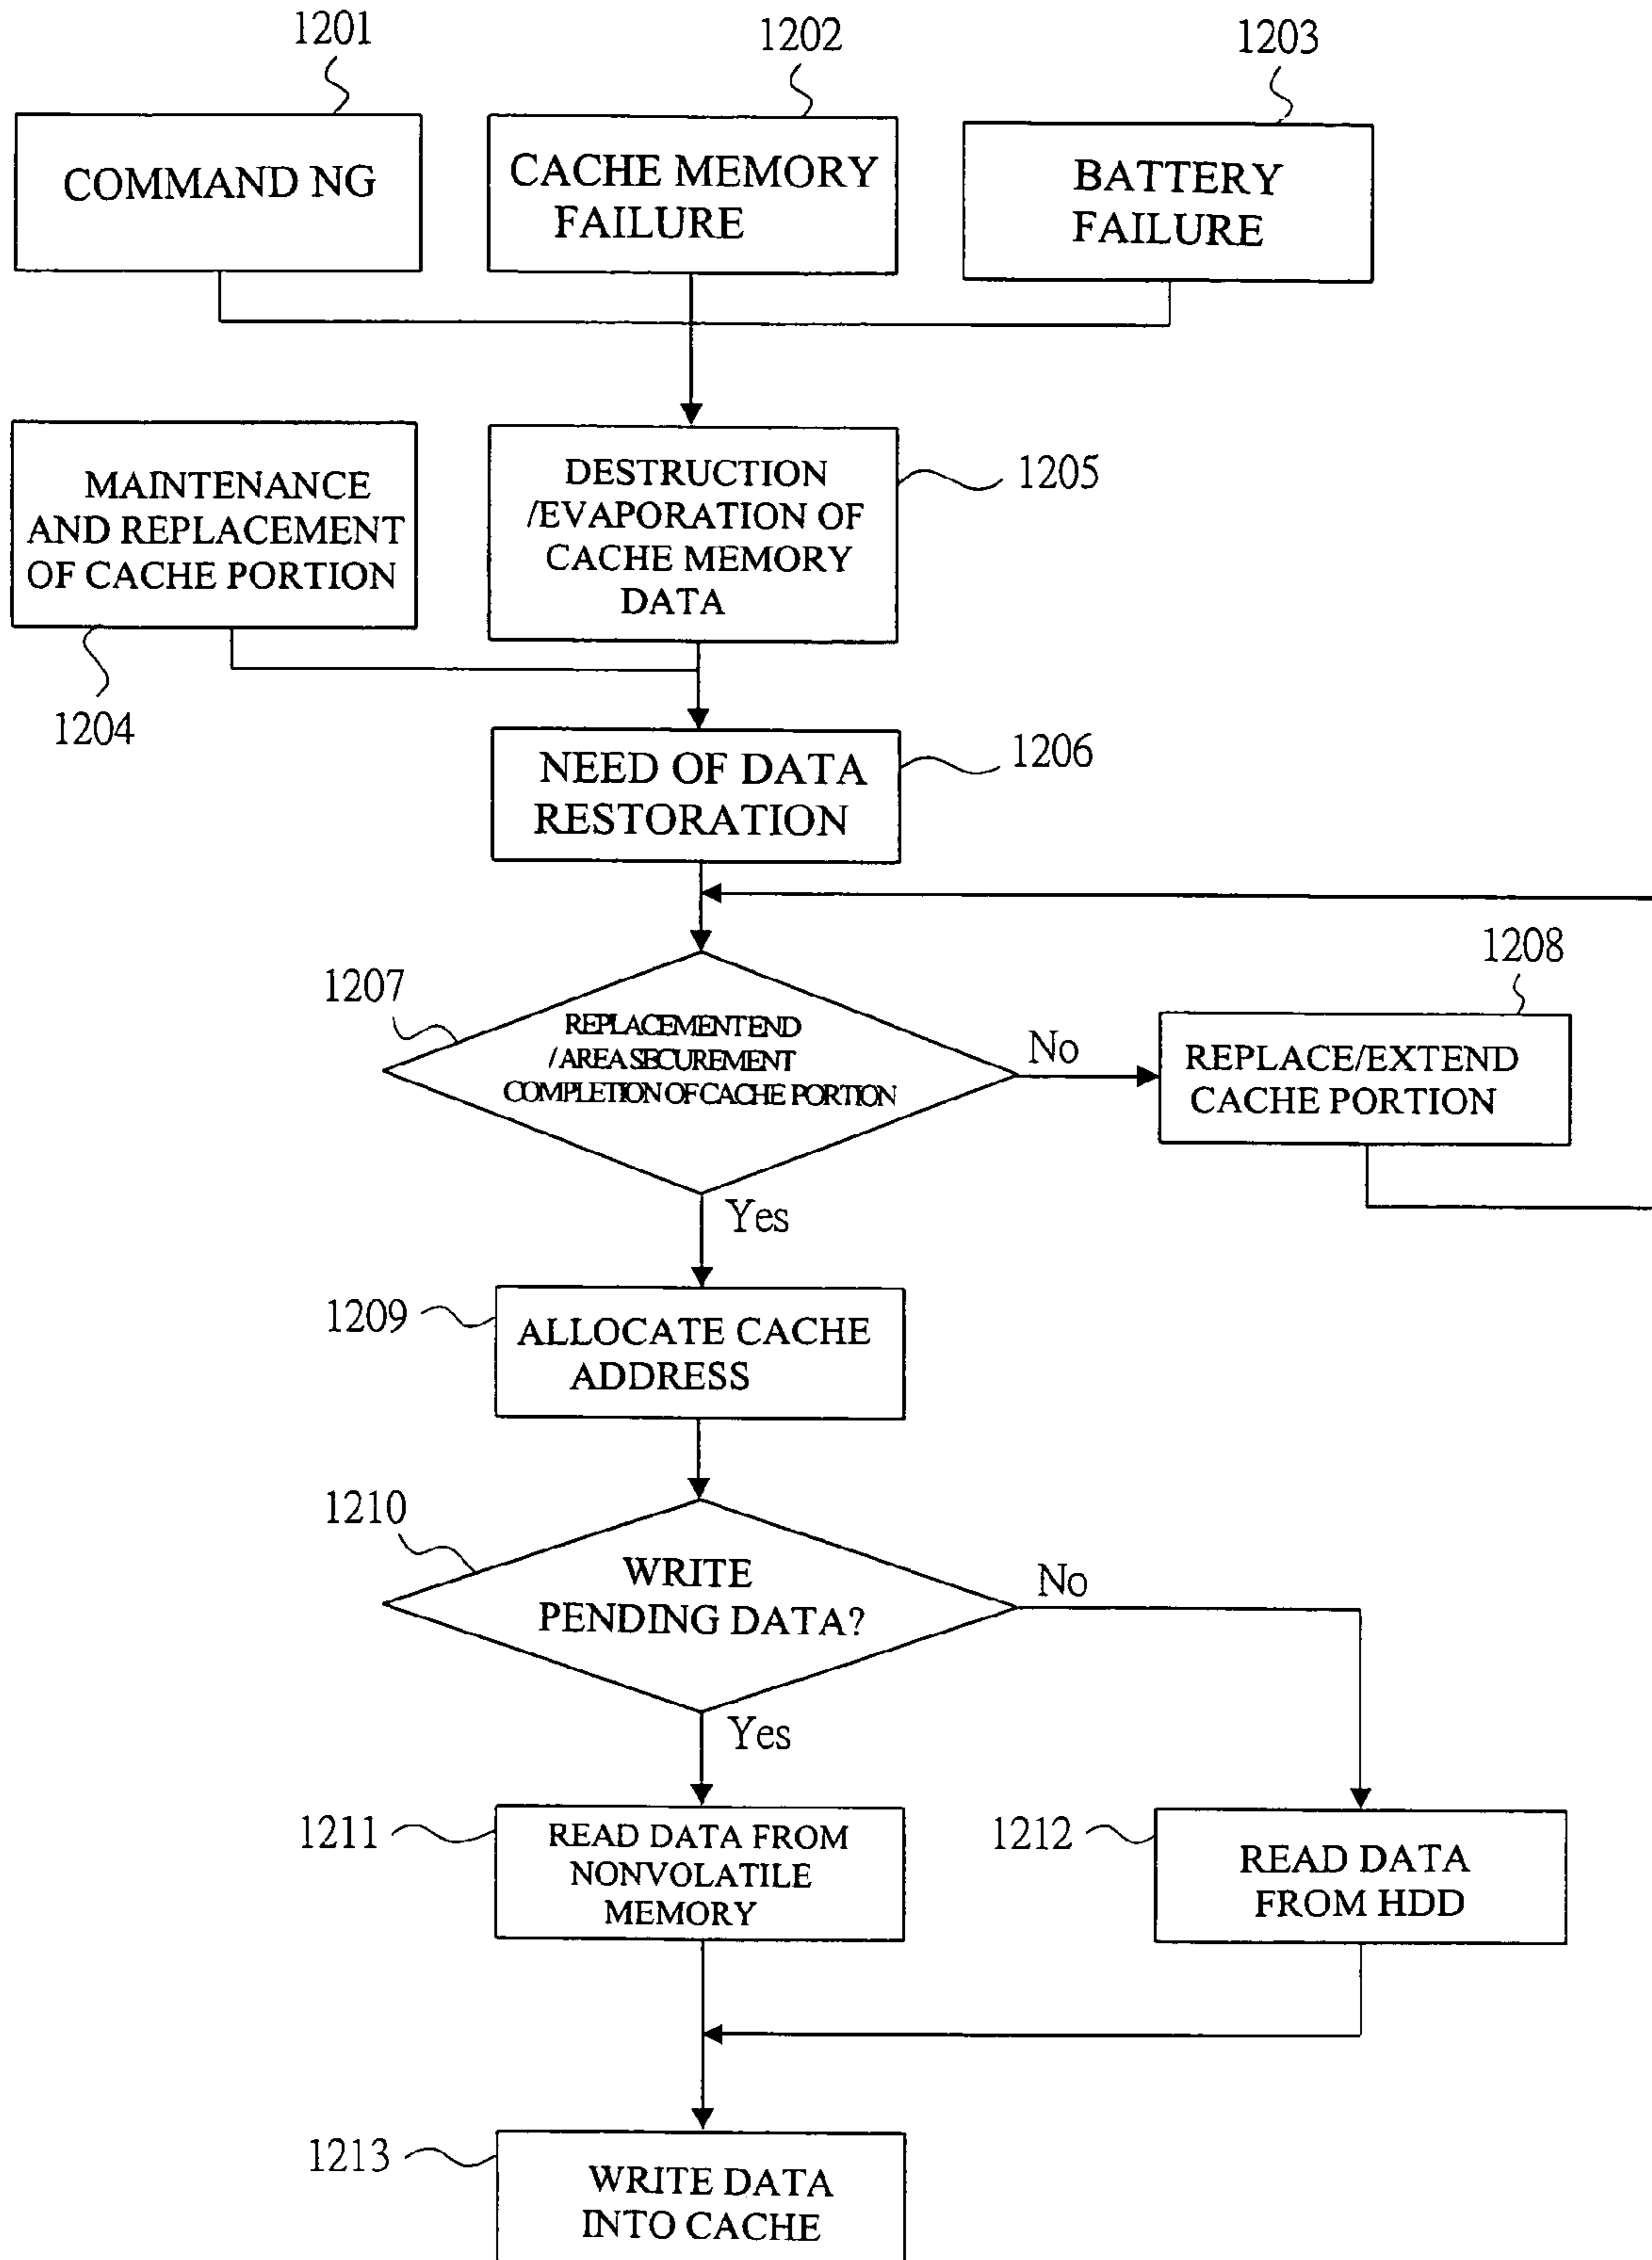 1201
1202
1203
COMMAND NG
CACHE MEMORY
FAILURE
BATTERY
FAILURE
MAINTENANCE
AND REPLACEMENT
OF CACHE PORTION
1204
DESTRUCTION
/EVAPORATION OF
CACHE MEMORY
DATA
1205
NEED OF DATA
RESTORATION
1206
1207
REPLACEMENT END
/ AREA SECUREMENT
COMPLETION OF CACHE PORTION
No
1208
REPLACE/EXTEND
CACHE PORTION
Yes
1209
ALLOCATE CACHE
ADDRESS
1210
WRITE
PENDING DATA?
No
Yes
1211
READ DATA FROM
NONVOLATILE
MEMORY
1212
READ DATA
FROM HDD
1213
WRITE DATA
INTO CACHE